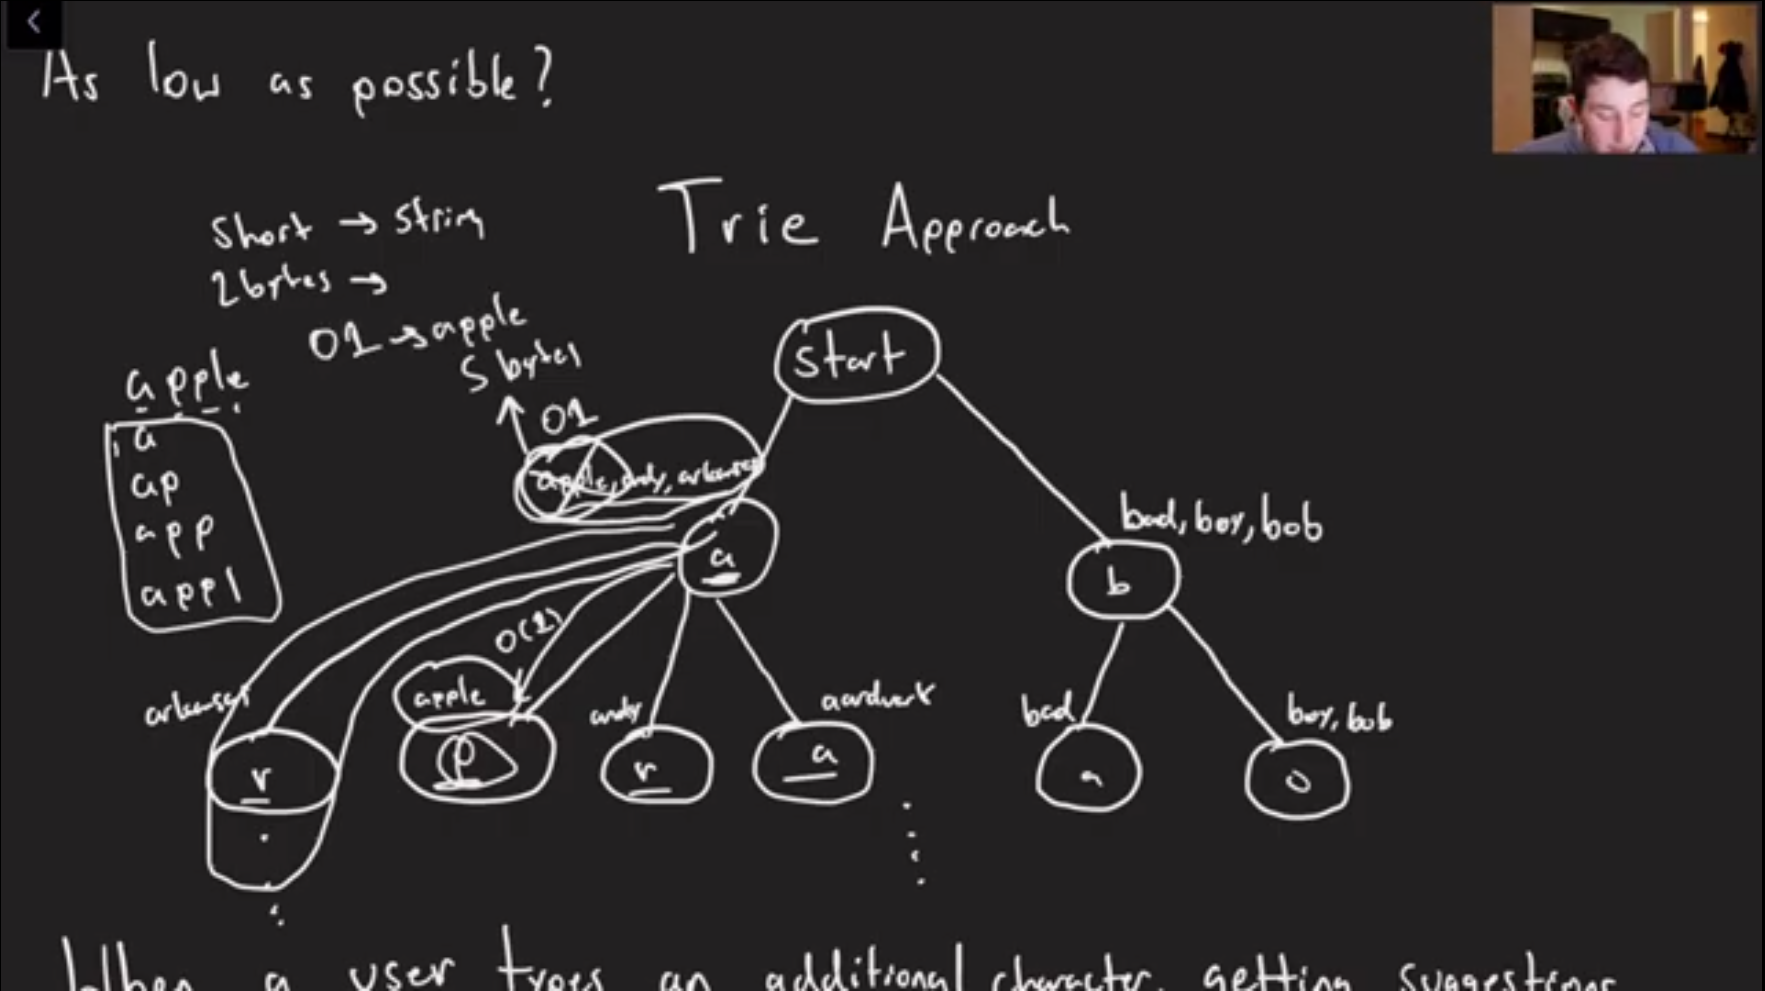 As low as possible?
Trie Approach
short → string
2 bytes →
01 → apple
5 bytes
01
apple
a
ap
app
appl
start
apple, andy, arkansas
a
bad, boy, bob
b
O(1)
arkansas
apple
andy
aardvark
bad
boy, bob
r
p
r
a
a
o
When a user types an additional character, getting suggestions